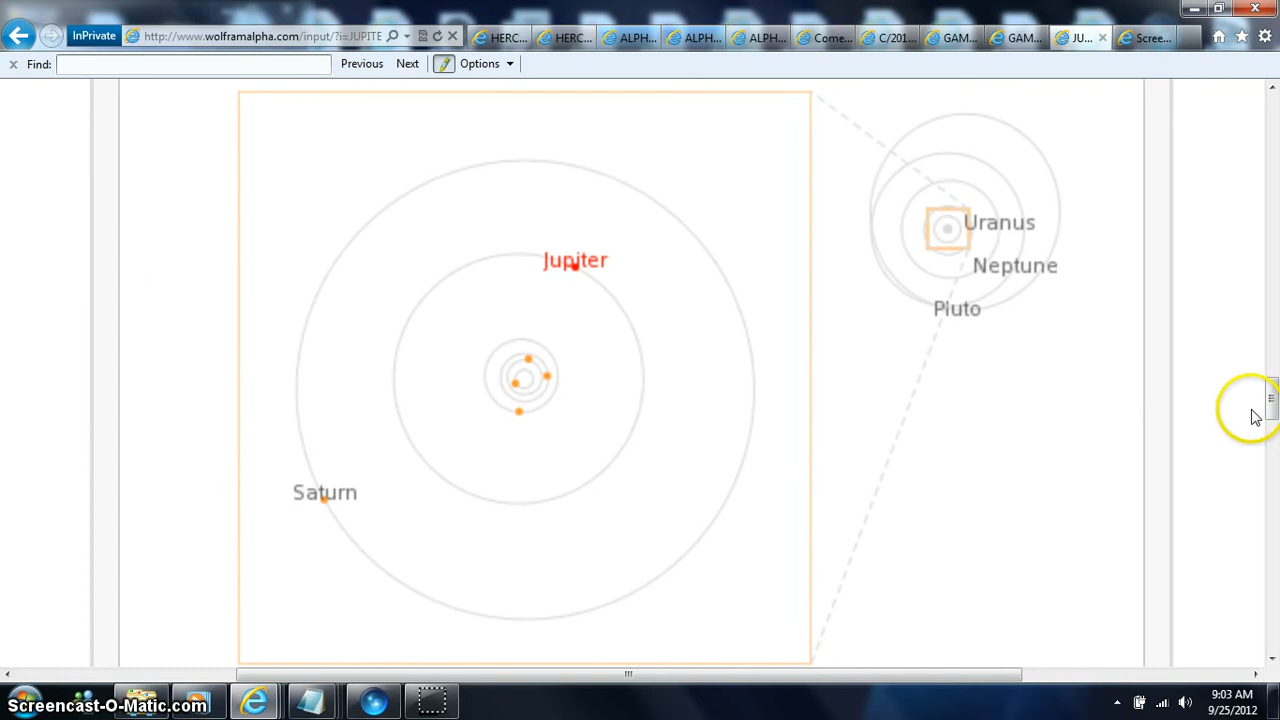 InPrivate
http://www.wolframalpha.com/input/?i=JUPITE
HERC...
HERC...
ALPH...
ALPH...
ALPH...
Come...
C/201...
GAM...
GAM...
JU...
Scree...
Find:
Previous
Next
Options
Jupiter
Saturn
Uranus
Neptune
Pluto
9:03 AM
9/25/2012
Screencast-O-Matic.com